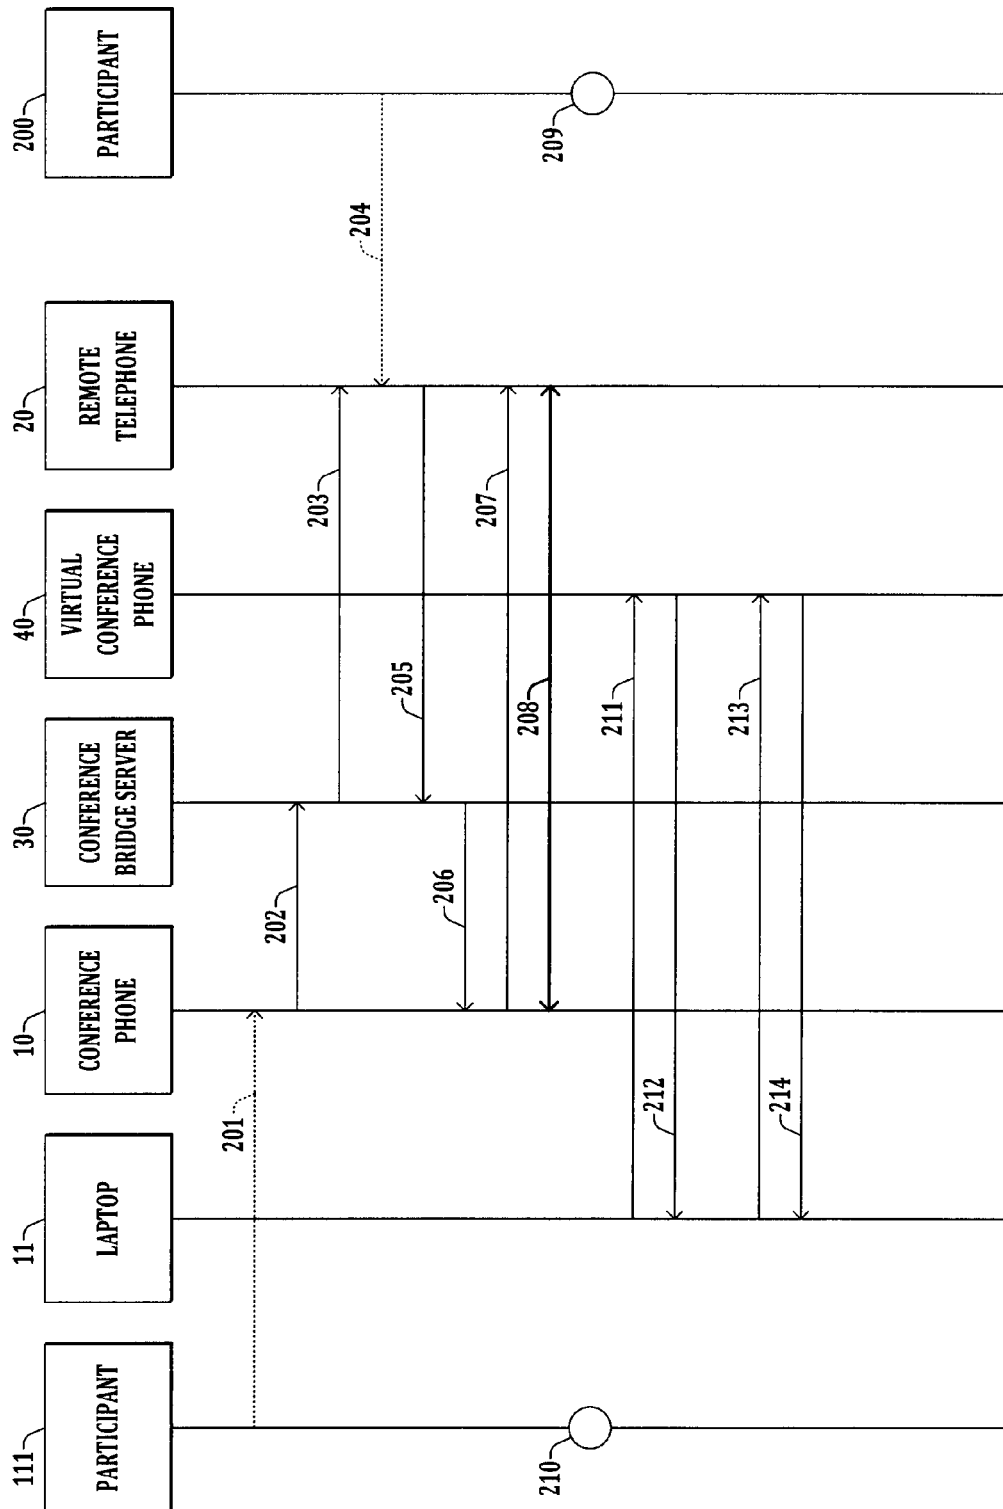 111
PARTICIPANT
11
LAPTOP
10
CONFERENCE
PHONE
30
CONFERENCE
BRIDGE SERVER
40
VIRTUAL
CONFERENCE
PHONE
20
REMOTE
TELEPHONE
200
PARTICIPANT
201
202
203
204
205
206
207
208
210
209
211
212
213
214